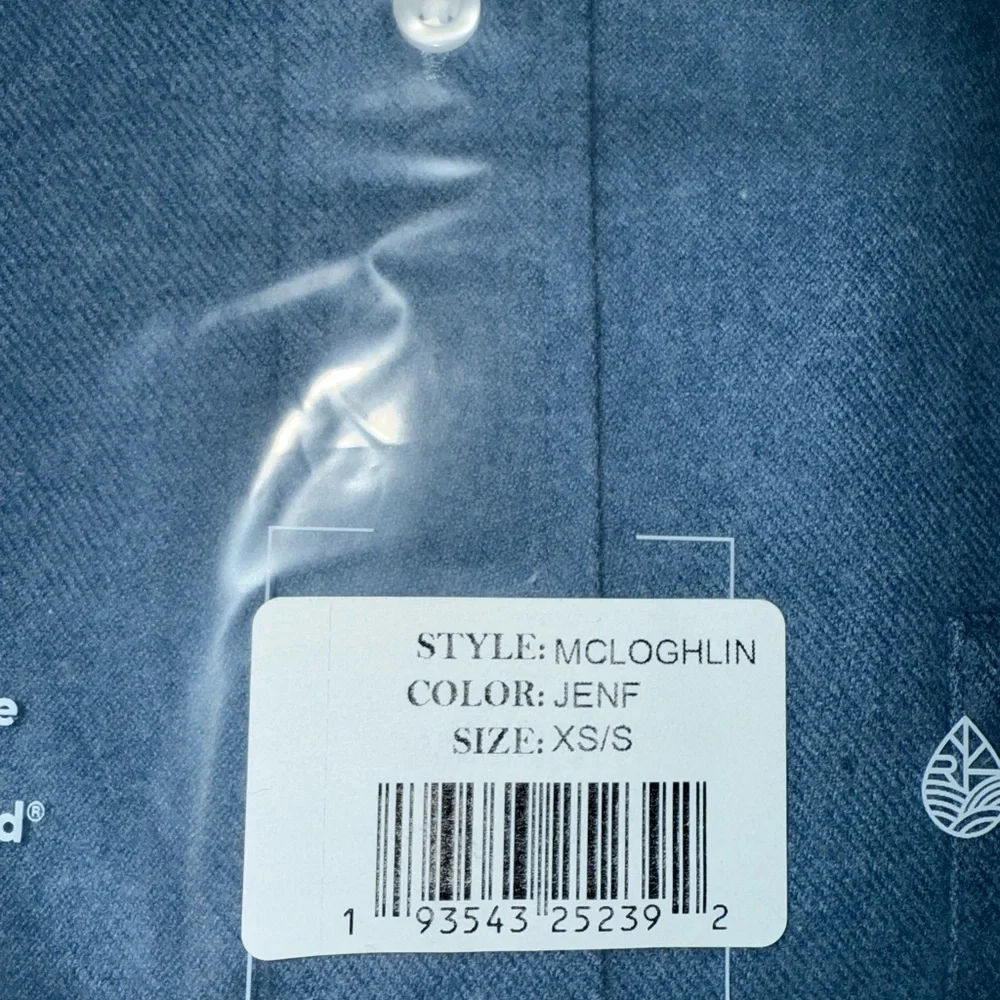 STYLE: MCLOGHLIN
COLOR: JENF
SIZE: XS/S
e
d®
1 93543 25239 2